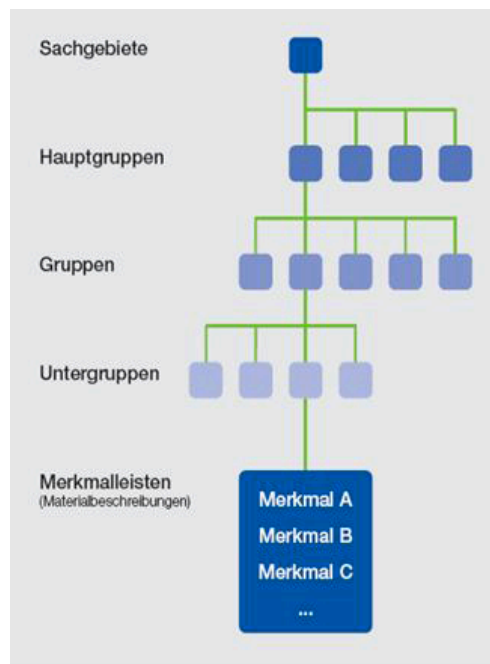 Sachgebiete
Hauptgruppen
Gruppen
Untergruppen
Merkmalleisten
(Materialbeschreibungen)
Merkmal A
Merkmal B
Merkmal C
...